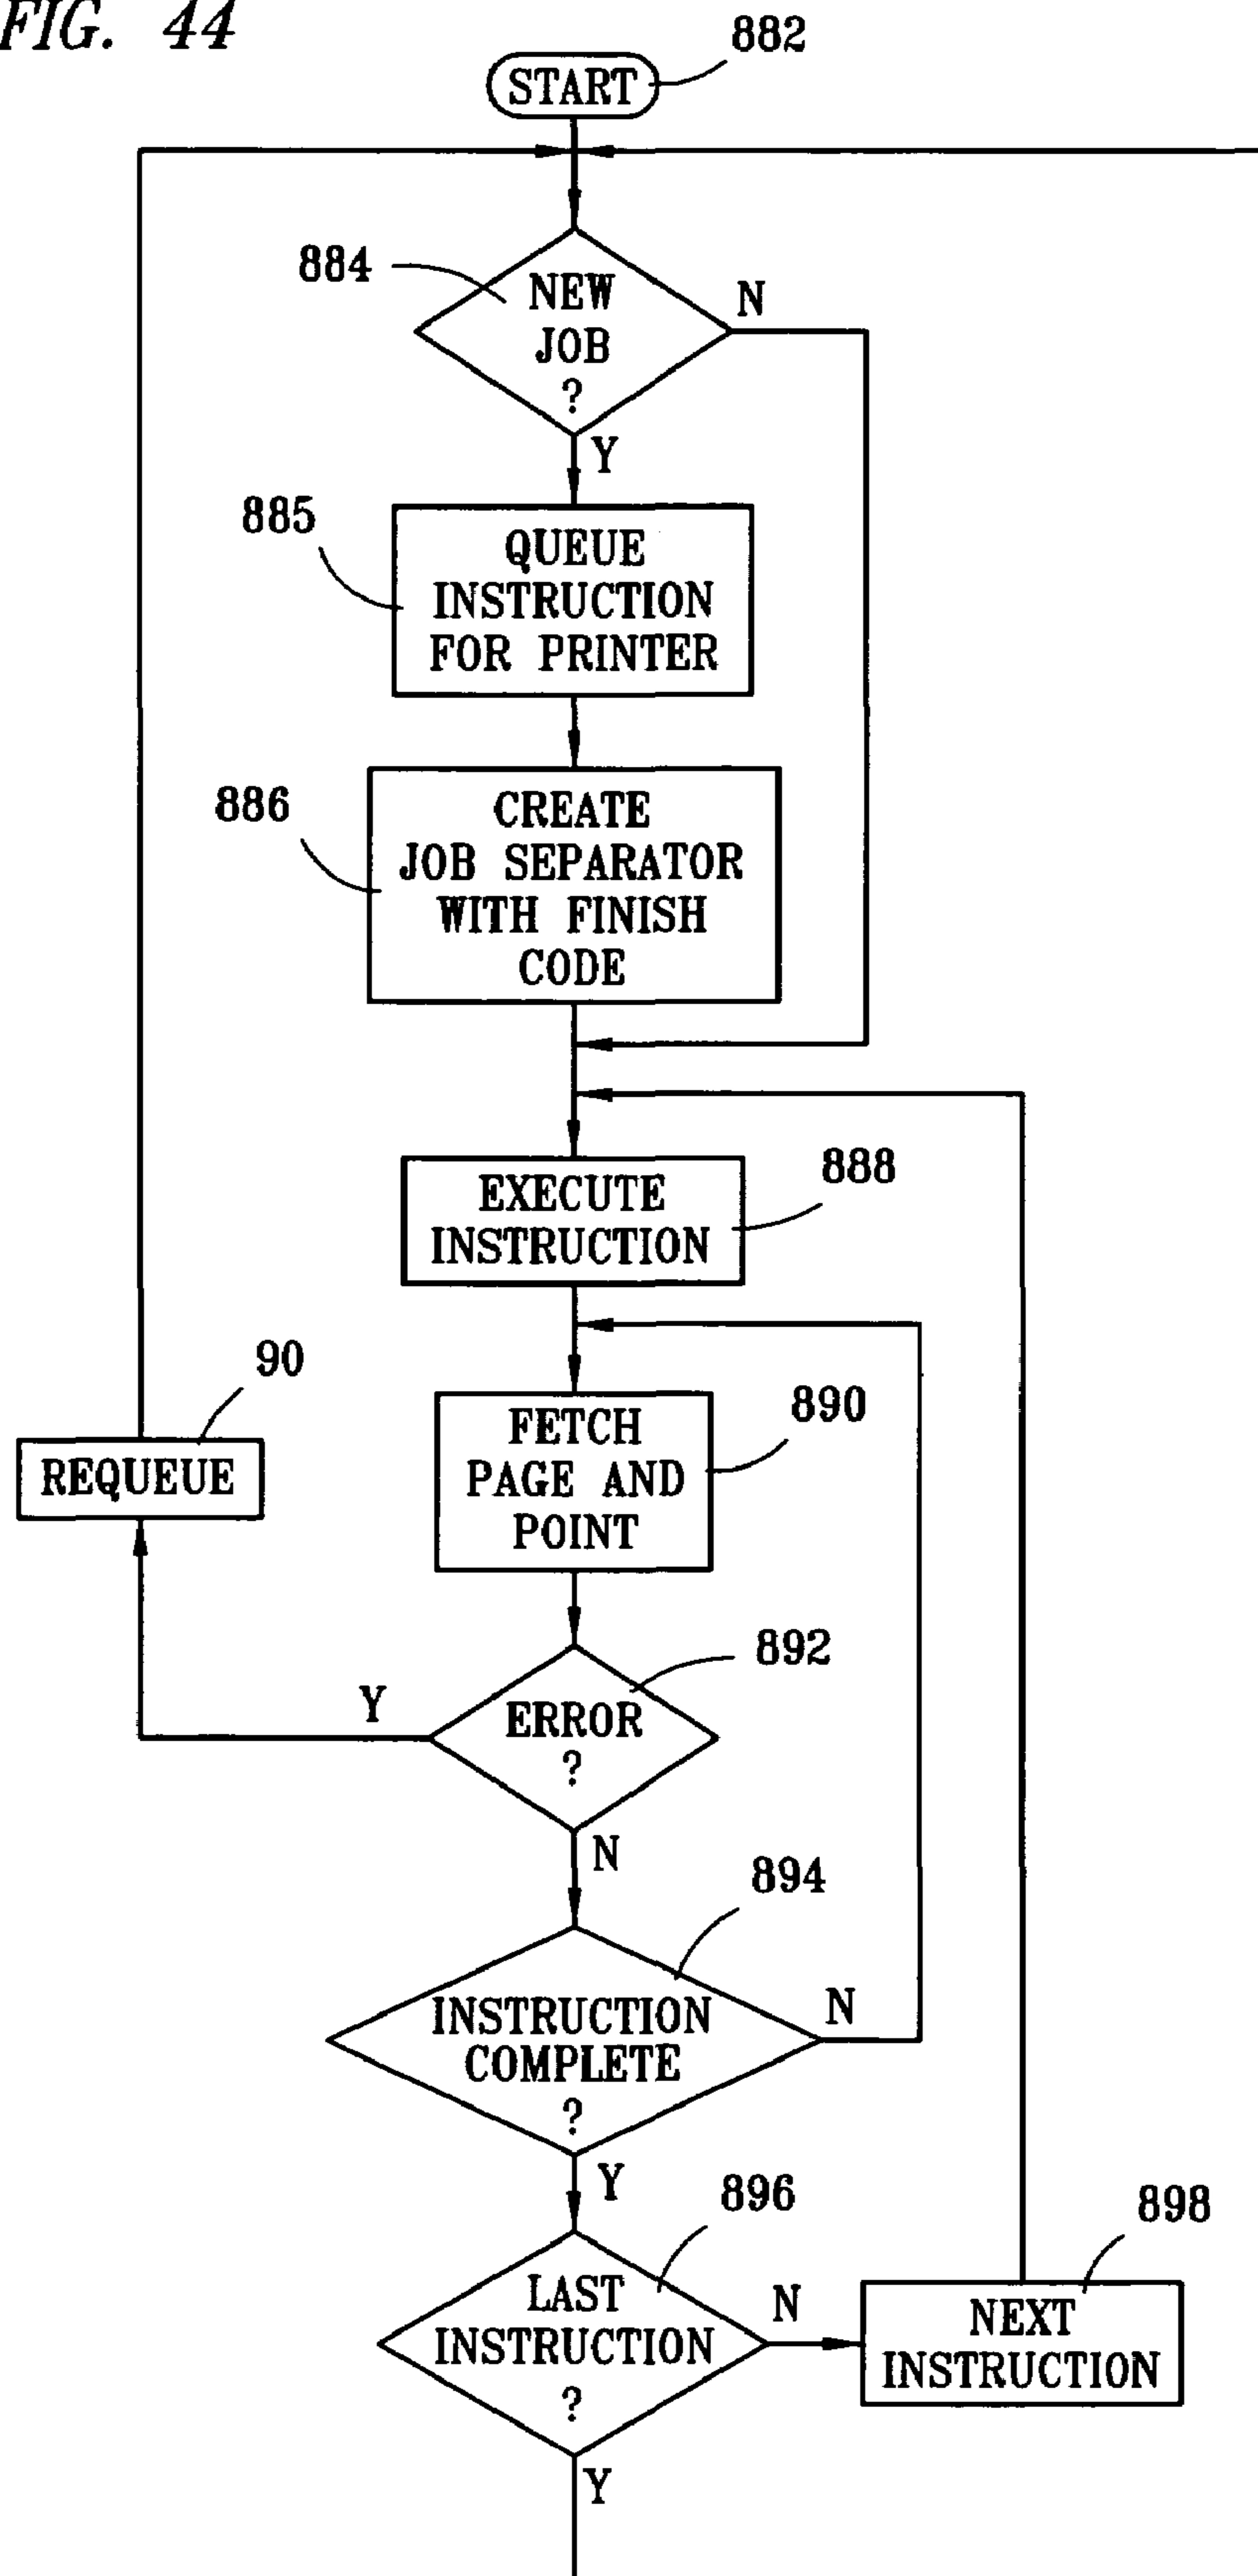 FIG. 44
882
START
884
NEW
JOB
?
N
Y
885
QUEUE
INSTRUCTION
FOR PRINTER
886
CREATE
JOB SEPARATOR
WITH FINISH
CODE
888
EXECUTE
INSTRUCTION
90
REQUEUE
890
FETCH
PAGE AND
POINT
892
ERROR
?
Y
N
894
INSTRUCTION
COMPLETE
?
N
Y
896
LAST
INSTRUCTION
?
N
898
NEXT
INSTRUCTION
Y